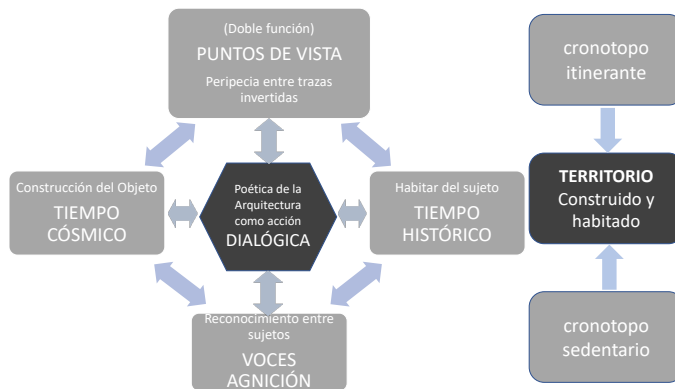 (Doble función)
PUNTOS DE VISTA
Peripecia entre trazas
invertidas
Construcción del Objeto
TIEMPO
CÓSMICO
Poética de la
Arquitectura
como acción
DIALÓGICA
Habitar del sujeto
TIEMPO
HISTÓRICO
Reconocimiento entre
sujetos
VOCES
AGNICIÓN
cronotopo
itinerante
TERRITORIO
Construido y
habitado
cronotopo
sedentario